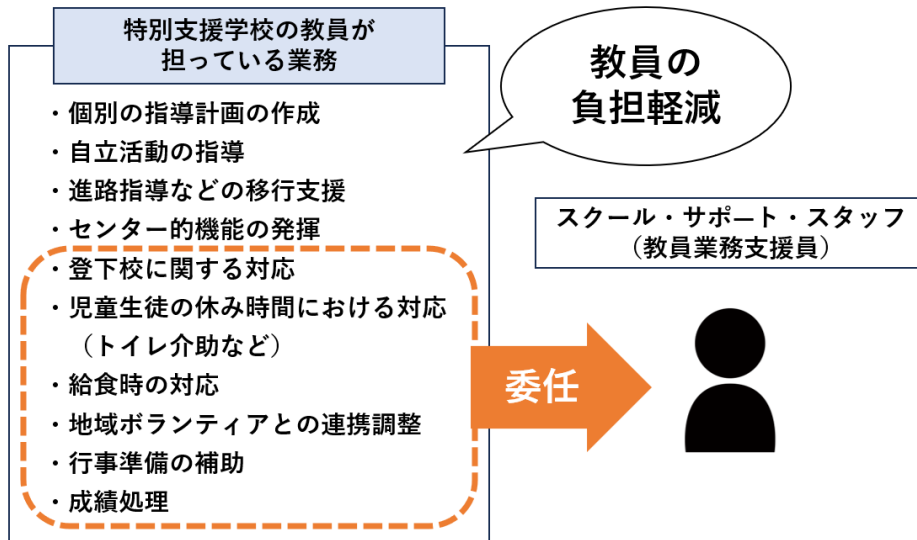 特別支援学校の教員が
担っている業務
・個別の指導計画の作成
・自立活動の指導
・進路指導などの移行支援
・センター的機能の発揮
・登下校に関する対応
・児童生徒の休み時間における対応
（トイレ介助など）
・給食時の対応
・地域ボランティアとの連携調整
・行事準備の補助
・成績処理
教員の
負担軽減
委任
スクール・サポート・スタッフ
（教員業務支援員）